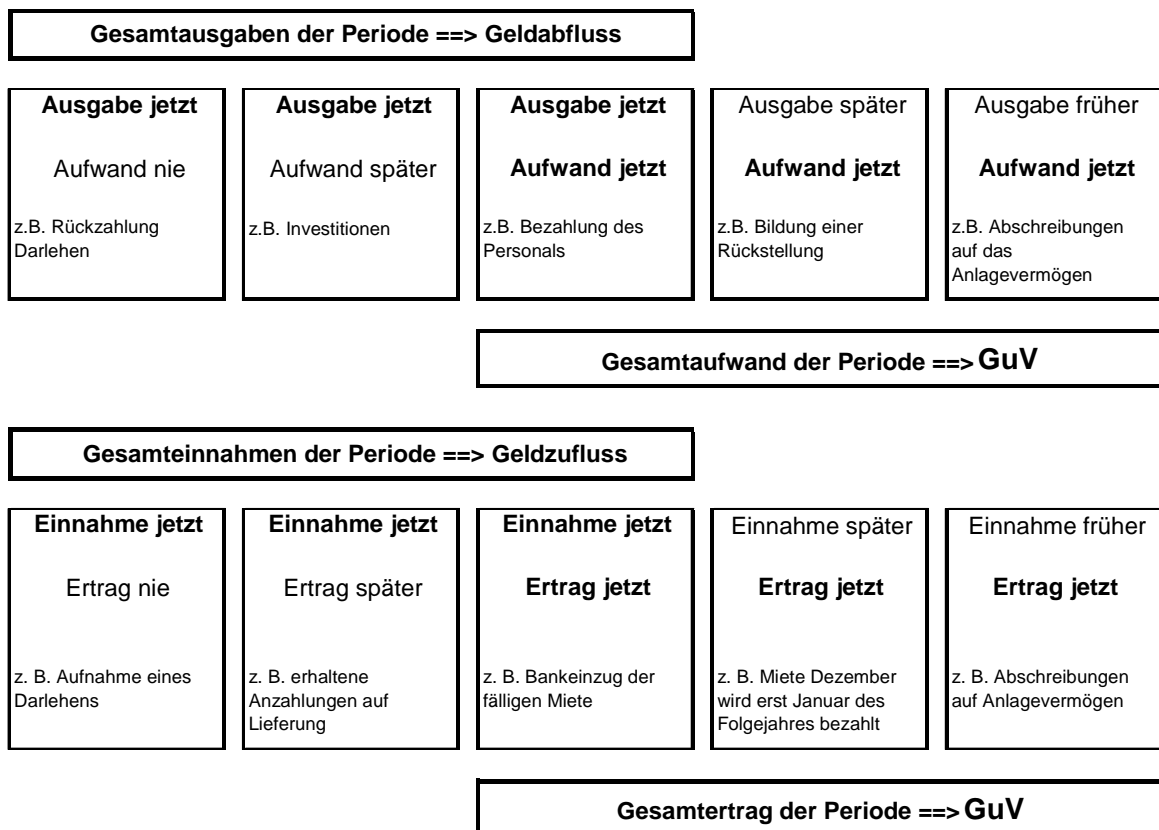 Gesamtausgaben der Periode ==> Geldabfluss
Ausgabe jetzt
Aufwand nie
z.B. Rückzahlung
Darlehen
Ausgabe jetzt
Aufwand später
z.B. Investitionen
Ausgabe jetzt
Aufwand jetzt
z.B. Bezahlung des
Personals
Ausgabe später
Aufwand jetzt
z.B. Bildung einer
Rückstellung
Ausgabe früher
Aufwand jetzt
z.B. Abschreibungen
auf das
Anlagevermögen
Gesamtaufwand der Periode ==> GuV
Gesamteinnahmen der Periode ==> Geldzufluss
Einnahme jetzt
Ertrag nie
z. B. Aufnahme eines
Darlehens
Einnahme jetzt
Ertrag später
z. B. erhaltene
Anzahlungen auf
Lieferung
Einnahme jetzt
Ertrag jetzt
z. B. Bankeinzug der
fälligen Miete
Einnahme später
Ertrag jetzt
z. B. Miete Dezember
wird erst Januar des
Folgejahres bezahlt
Einnahme früher
Ertrag jetzt
z. B. Abschreibungen
auf Anlagevermögen
Gesamtertrag der Periode ==> GuV